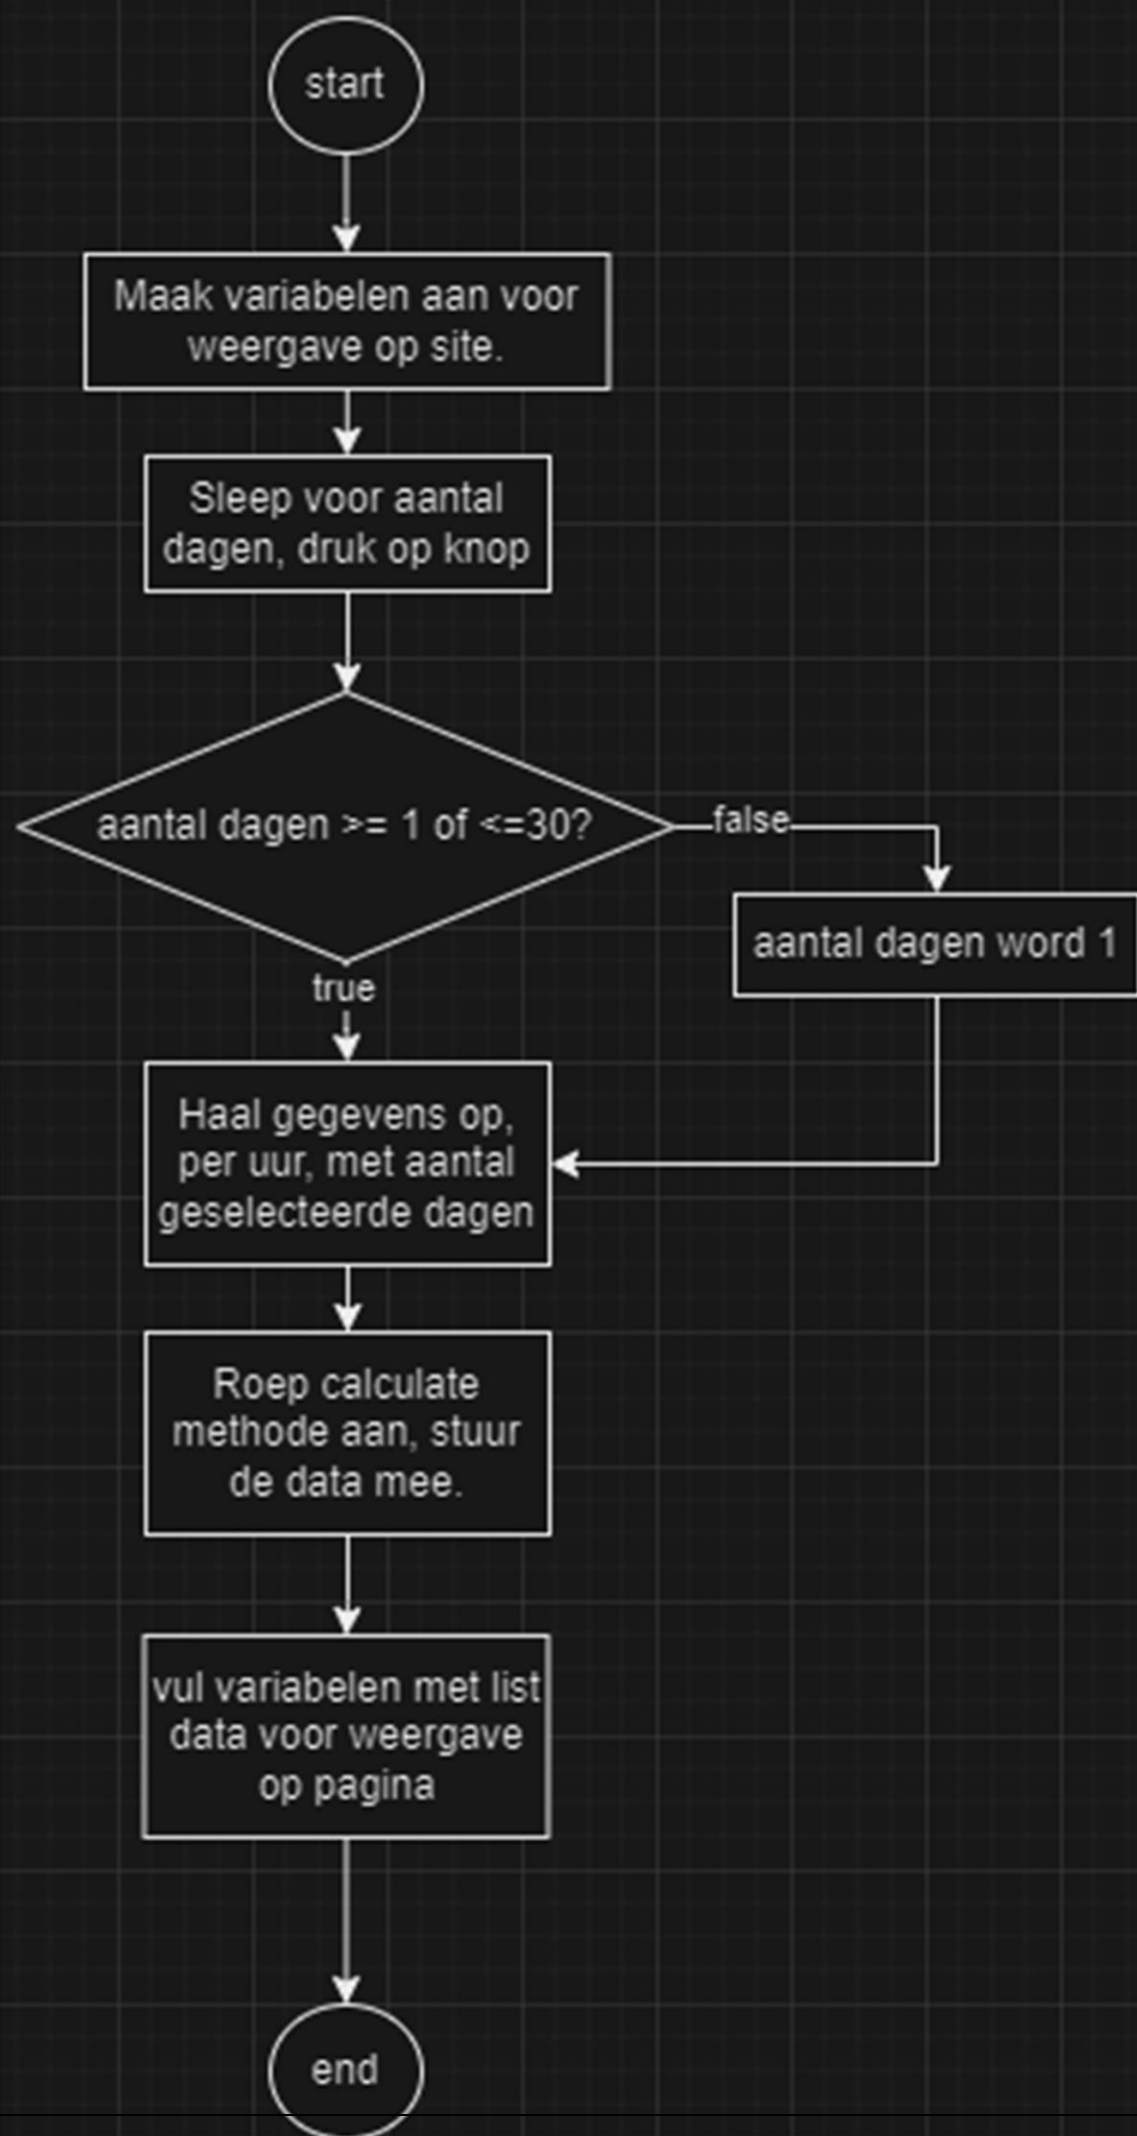 start
Maak variabelen aan voor
weergave op site.
Sleep voor aantal
dagen, druk op knop
aantal dagen >= 1 of <=30?
false
aantal dagen word 1
true
Haal gegevens op,
per uur, met aantal
geselecteerde dagen
Roep calculate
methode aan, stuur
de data mee.
vul variabelen met list
data voor weergave
op pagina
end